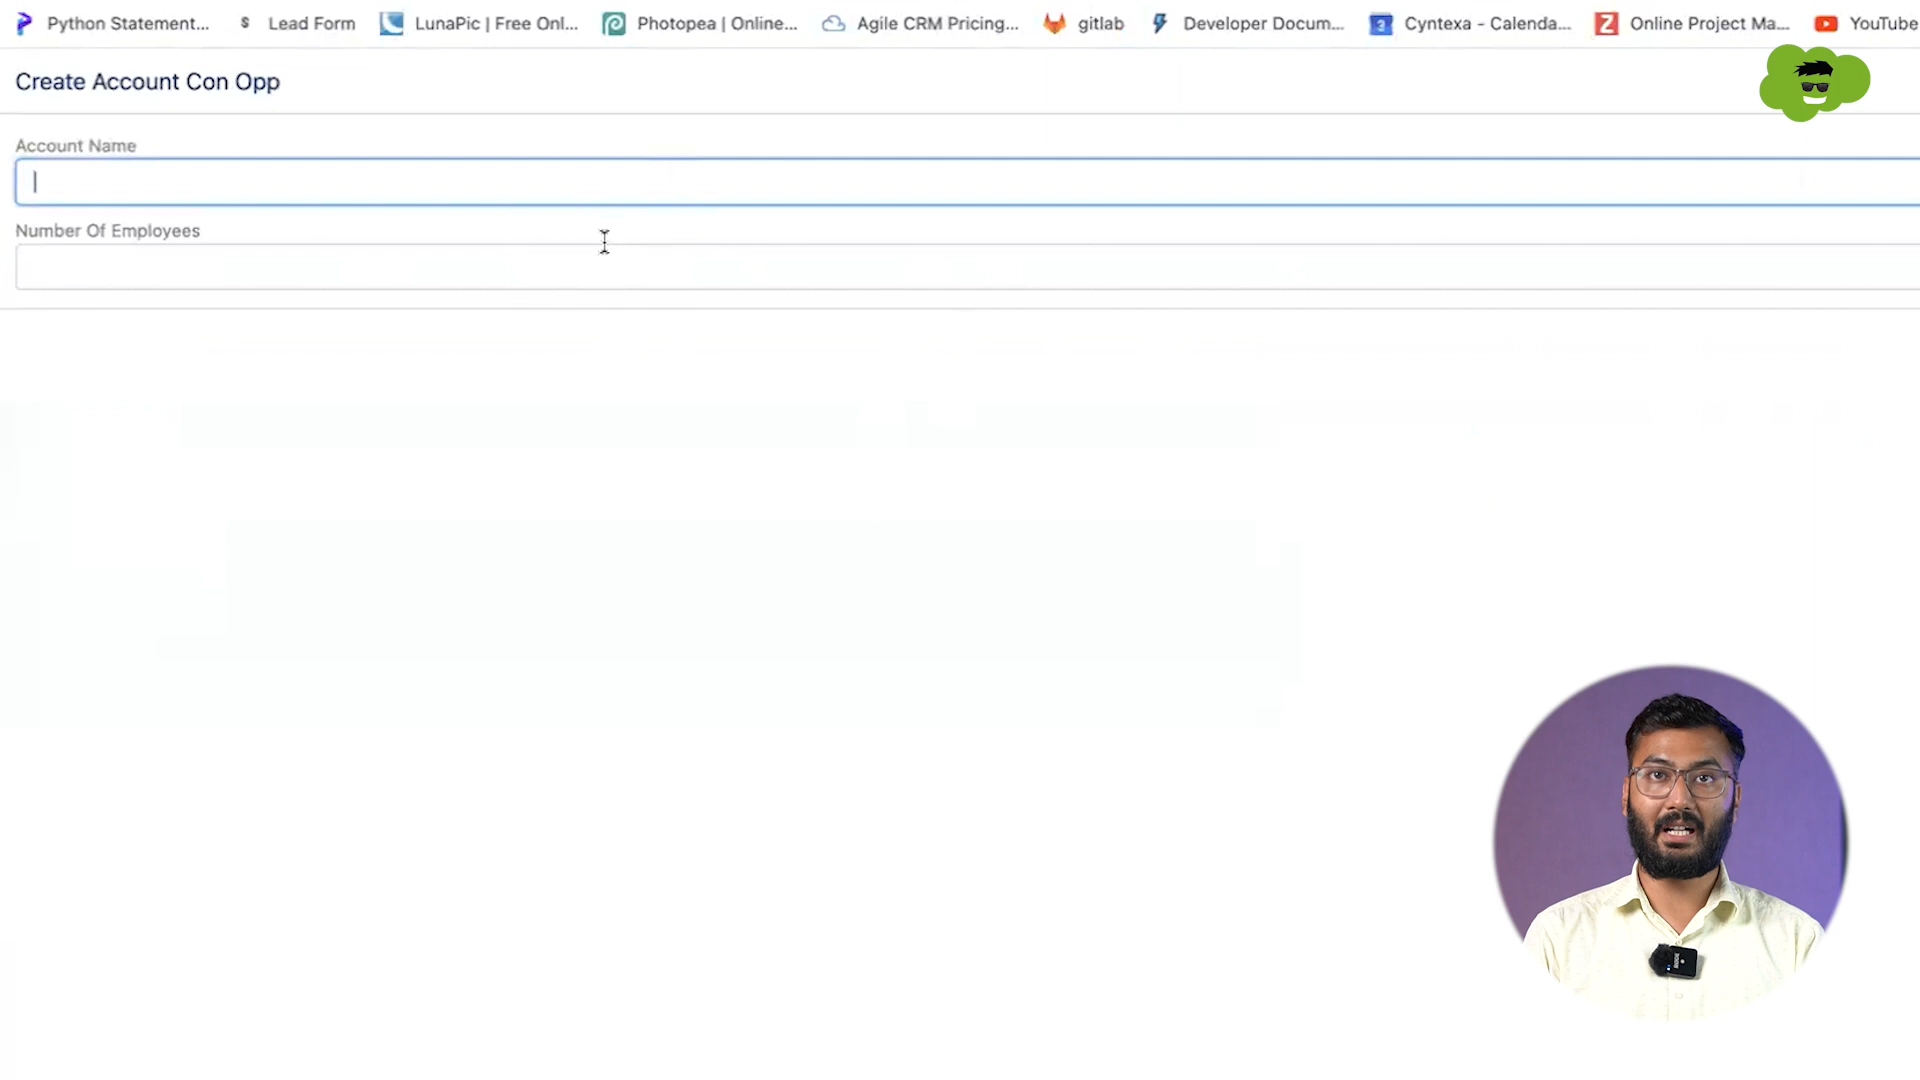 Python Statement... Lead Form LunaPic | Free Onl... Photopea | Online... Agile CRM Pricing... gitlab Developer Docum... 3 Cyntexa - Calenda... Z Online Project Ma... YouTube
Create Account Con Opp
Account Name
Number Of Employees